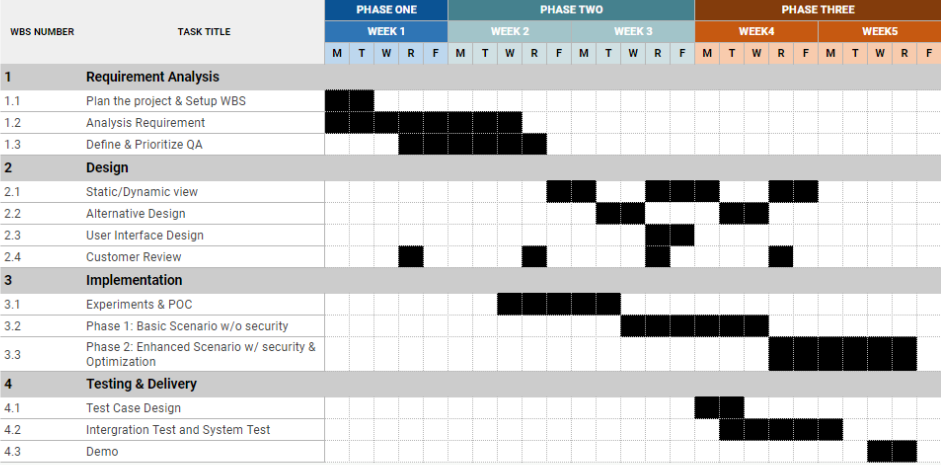 PHASE ONE PHASE TWO PHASE THREE
WBS NUMBER TASK TITLE WEEK 1 WEEK 2 WEEK 3 WEEK4 WEEK5
M T W R F M T W R F M T W R F M T W R F M T W R F
1 Requirement Analysis
1.1 Plan the project & Setup WBS
1.2 Analysis Requirement
1.3 Define & Prioritize QA
2 Design
2.1 Static/Dynamic view
2.2 Alternative Design
2.3 User Interface Design
2.4 Customer Review
3 Implementation
3.1 Experiments & POC
3.2 Phase 1: Basic Scenario w/o security
3.3 Phase 2: Enhanced Scenario w/ security &
Optimization
4 Testing & Delivery
4.1 Test Case Design
4.2 Intergration Test and System Test
4.3 Demo